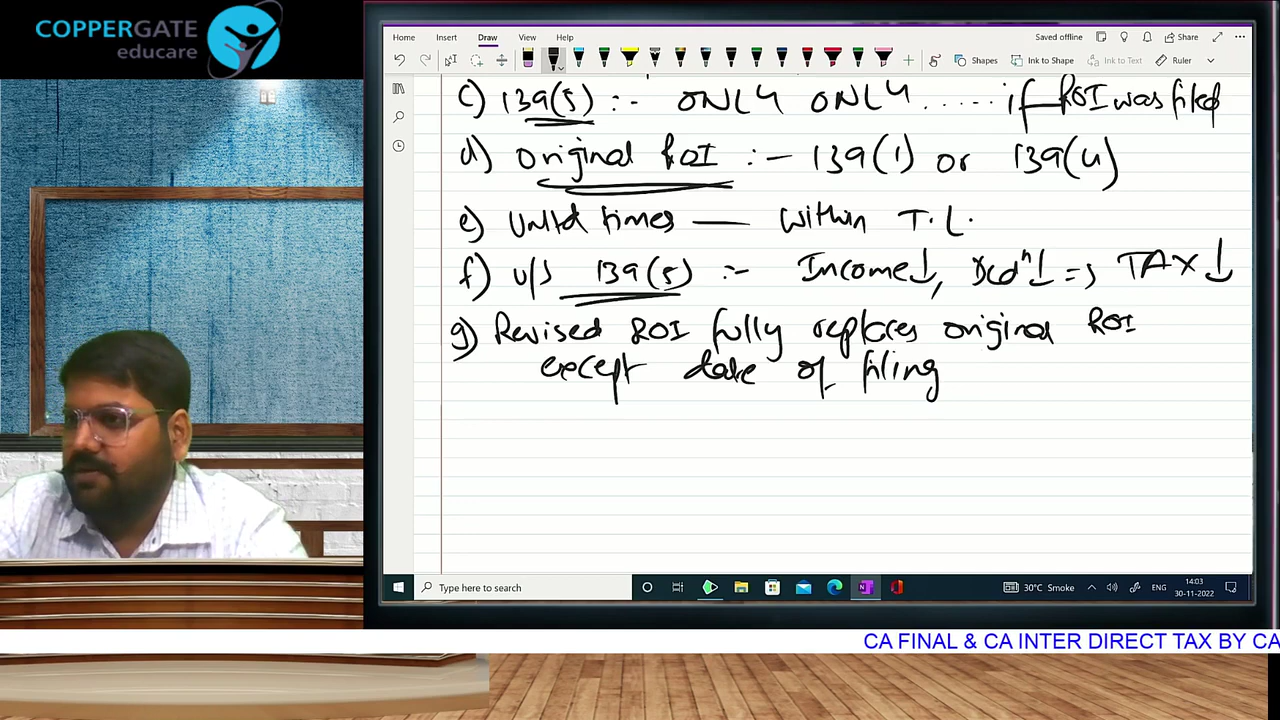 COPPERGATE
educare
Home Insert Draw View Help
Saved offline
Share
Shapes
Ink to Shape
Ink to Text
Ruler
c) 139(5) :- ONLY ONLY ..... if ROI was filed
d) Original ROI :- 139(1) or 139(4)
e) Unltd times — Within T.L.
f) u/s 139(5) :- Income↓, Dedⁿ↓ => TAX↓
g) Revised ROI fully replaces original ROI
except date of filing
Type here to search
30°C Smoke
ENG
14:03
30-11-2022
CA FINAL & CA INTER DIRECT TAX BY CA